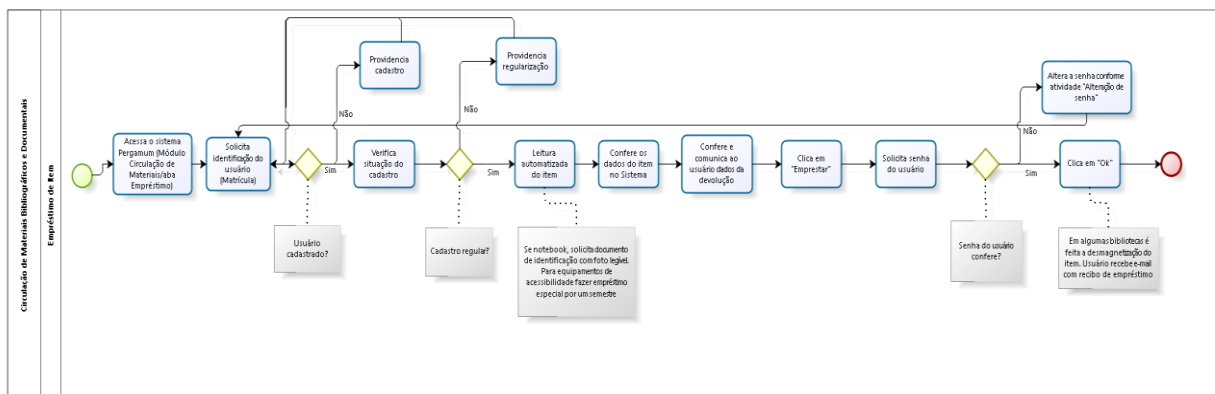 Circulação de Materiais Bibliográficos e Documentais
Empréstimo de Item
Acessa o sistema
Pergamum (Módulo
Circulação de
Materiais/aba
Empréstimo)
Solicita
identificação do
usuário
(Matrícula)
Usuário
cadastrado?
Não
Providencia
cadastro
Sim
Verifica
situação do
cadastro
Cadastro regular?
Não
Providencia
regularização
Sim
Leitura
automatizada
do item
Se notebook, solicita documento
de identificação com foto legível.
Para equipamentos de
acessibilidade fazer empréstimo
especial por um semestre
Confere os
dados do item
no Sistema
Confere e
comunica ao
usuário dados da
devolução
Clica em
"Emprestar"
Solicita senha
do usuário
Senha do usuário
confere?
Não
Altera a senha conforme
atividade "Alteração de
senha"
Sim
Clica em "Ok"
Em algumas bibliotecas é
feita a desmagnetização do
item. Usuário recebe e-mail
com recibo de empréstimo